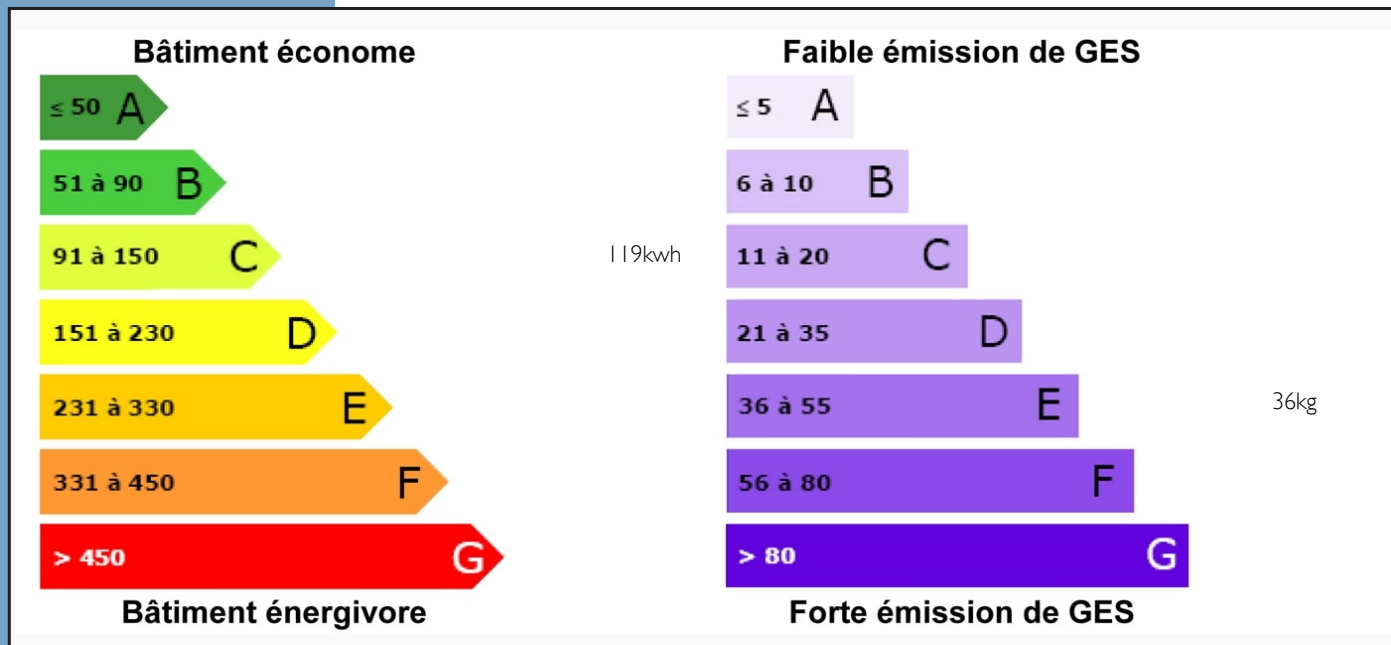 Bâtiment économe
≤ 50 A
51 à 90 B
91 à 150 C
119kwh
151 à 230 D
231 à 330 E
331 à 450 F
> 450 G
Bâtiment énergivore
Faible émission de GES
≤ 5 A
6 à 10 B
11 à 20 C
21 à 35 D
36 à 55 E
36kg
56 à 80 F
> 80 G
Forte émission de GES